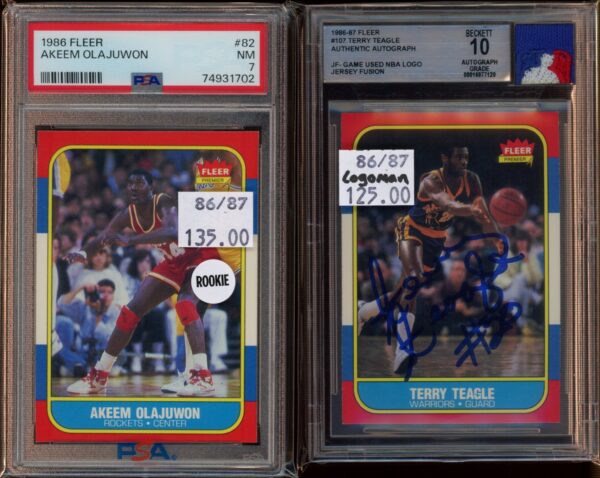 1986 FLEER #82
AKEEM OLAJUWON NM
7
PSA 74931702
FLEER
PREMIER
86/87
135.00
ROOKIE
AKEEM OLAJUWON
ROCKETS • CENTER
PSA
1986-87 FLEER
#107 TERRY TEAGLE
AUTHENTIC AUTOGRAPH
JF- GAME USED NBA LOGO
JERSEY FUSION
BECKETT
10
AUTOGRAPH
GRADE
FLEER
PREMIER
86/87
Logoman
125.00
#20
TERRY TEAGLE
WARRIORS • GUARD